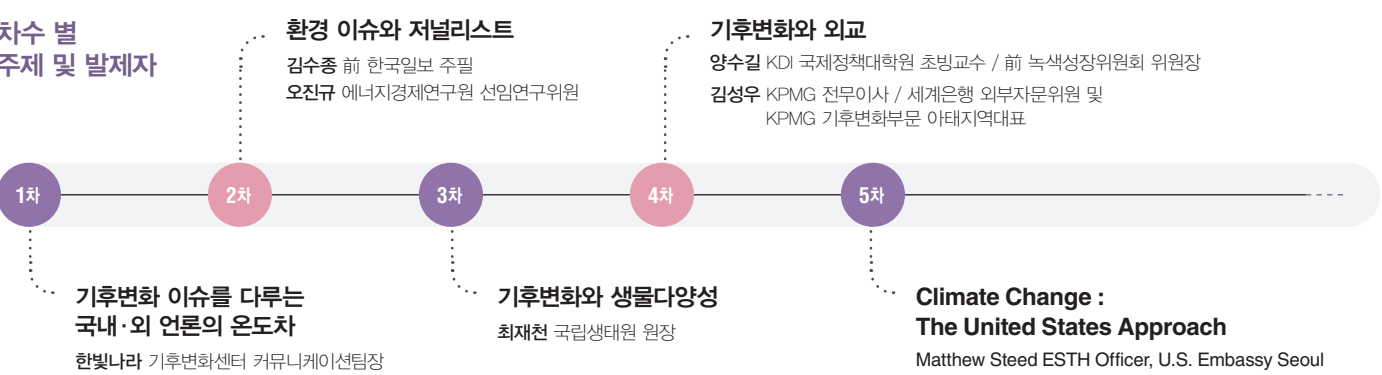 차수 별
주제 및 발제자
환경 이슈와 저널리스트
김수종 前 한국일보 주필
오진규 에너지경제연구원 선임연구위원
기후변화와 외교
양수길 KDI 국제정책대학원 초빙교수 / 前 녹색성장위원회 위원장
김성우 KPMG 전무이사 / 세계은행 외부자문위원 및
KPMG 기후변화부문 아태지역대표
1차
2차
3차
4차
5차
기후변화 이슈를 다루는
국내·외 언론의 온도차
한빛나라 기후변화센터 커뮤니케이션팀장
기후변화와 생물다양성
최재천 국립생태원 원장
Climate Change :
The United States Approach
Matthew Steed ESTH Officer, U.S. Embassy Seoul